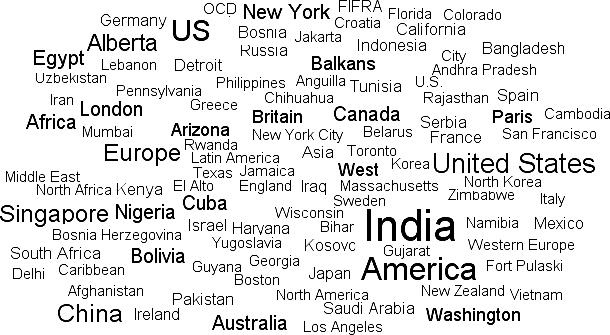 OCD New York FIFRA Florida Colorado
Germany US Bosnia Croatia California
Alberta Russia Jakarta Indonesia Bangladesh
Egypt Lebanon Detroit Balkans City
Uzbekistan Philippines Anguilla Tunisia U.S. Andhra Pradesh
Pennsylvania Chihuahua Rajasthan Spain
Iran London Greece Britain Canada Serbia Paris Cambodia
Africa Mumbai Arizona New York City Belarus France San Francisco
Europe Rwanda Asia Toronto
Latin America West Korea United States
Middle East Texas Jamaica
North Africa Kenya El Alto England Iraq Massachusetts North Korea
Cuba Sweden Zimbabwe Italy
Singapore Nigeria Wisconsin India
Israel Haryana Bihar Namibia Mexico
Bosnia Herzegovina Yugoslavia Kosovo Western Europe
South Africa Bolivia Gujarat
Delhi Caribbean Guyana Georgia Japan America Fort Pulaski
Boston
Afghanistan Pakistan North America New Zealand Vietnam
China Ireland Saudi Arabia Washington
Australia Los Angeles